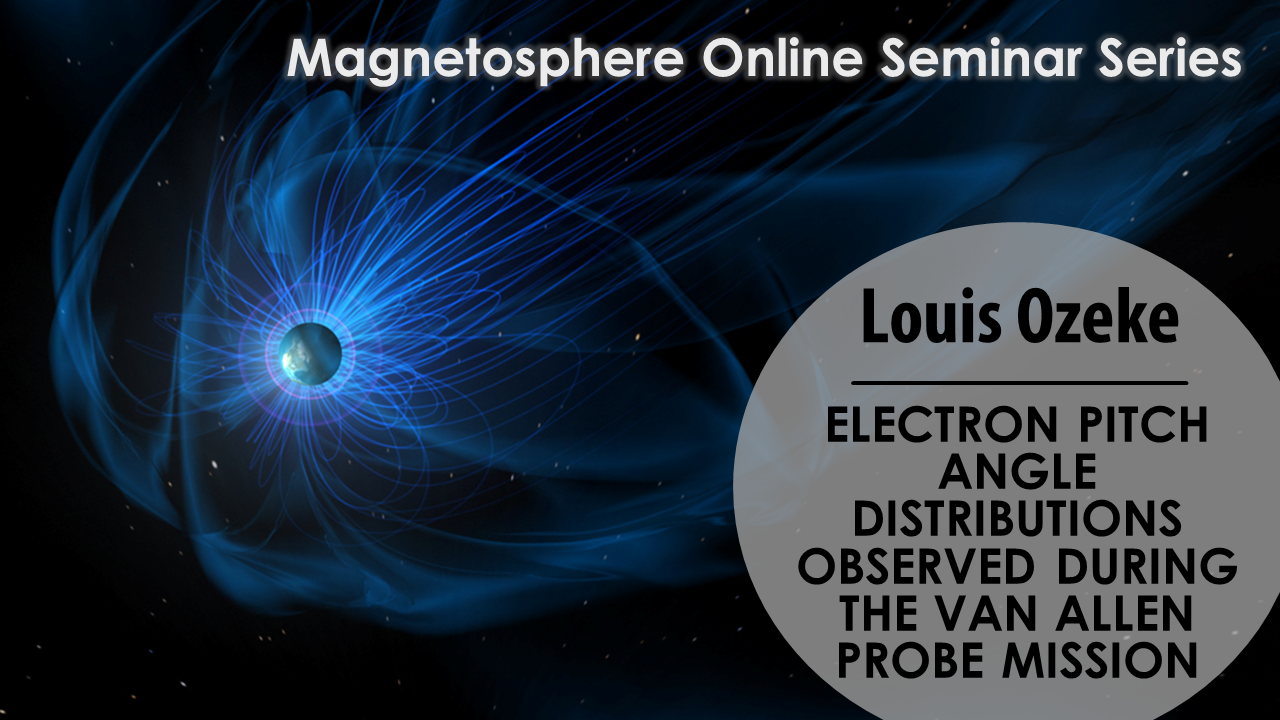 Magnetosphere Online Seminar Series
Louis Ozeke
ELECTRON PITCH
ANGLE
DISTRIBUTIONS
OBSERVED DURING
THE VAN ALLEN
PROBE MISSION